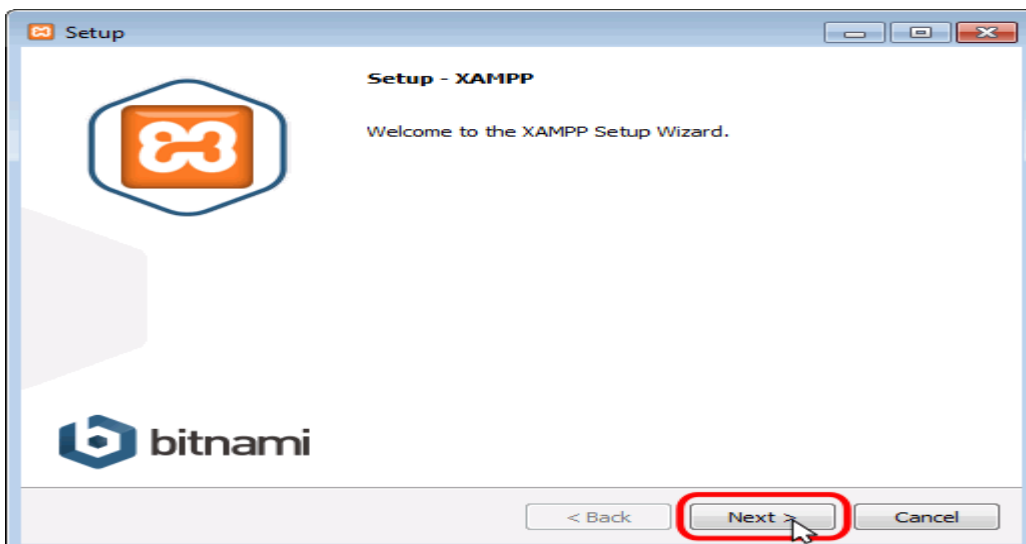 Setup
Setup - XAMPP
Welcome to the XAMPP Setup Wizard.
bitnami
< Back
Next >
Cancel